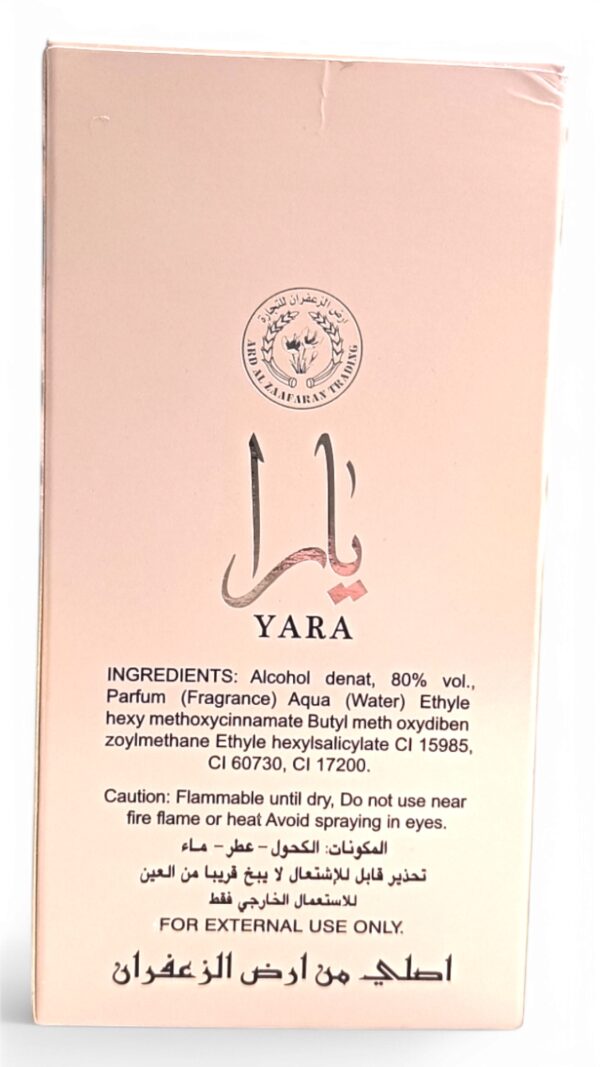 ارض الزعفران للتجارة
ARD AL ZAAFARAN TRADING
يارا
YARA
INGREDIENTS: Alcohol denat, 80% vol.,
Parfum (Fragrance) Aqua (Water) Ethyle
hexy methoxycinnamate Butyl meth oxydiben
zoylmethane Ethyle hexylsalicylate CI 15985,
CI 60730, CI 17200.
Caution: Flammable until dry, Do not use near
fire flame or heat Avoid spraying in eyes.
المكونات: الكحول - عطر - ماء
تحذير قابل للإشتعال لا يبخ قريبا من العين
للاستعمال الخارجي فقط
FOR EXTERNAL USE ONLY.
اصلي من ارض الزعفران